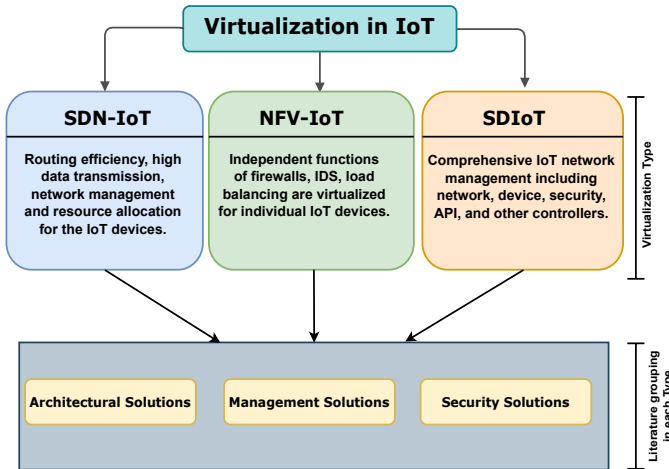 Virtualization in IoT
SDN-IoT
Routing efficiency, high
data transmission,
network management
and resource allocation
for the IoT devices.
NFV-IoT
Independent functions
of firewalls, IDS, load
balancing are virtualized
for individual IoT devices.
SDIoT
Comprehensive IoT network
management including
network, device, security,
API, and other controllers.
Virtualization Type
Architectural Solutions
Management Solutions
Security Solutions
Literature grouping
in each Type